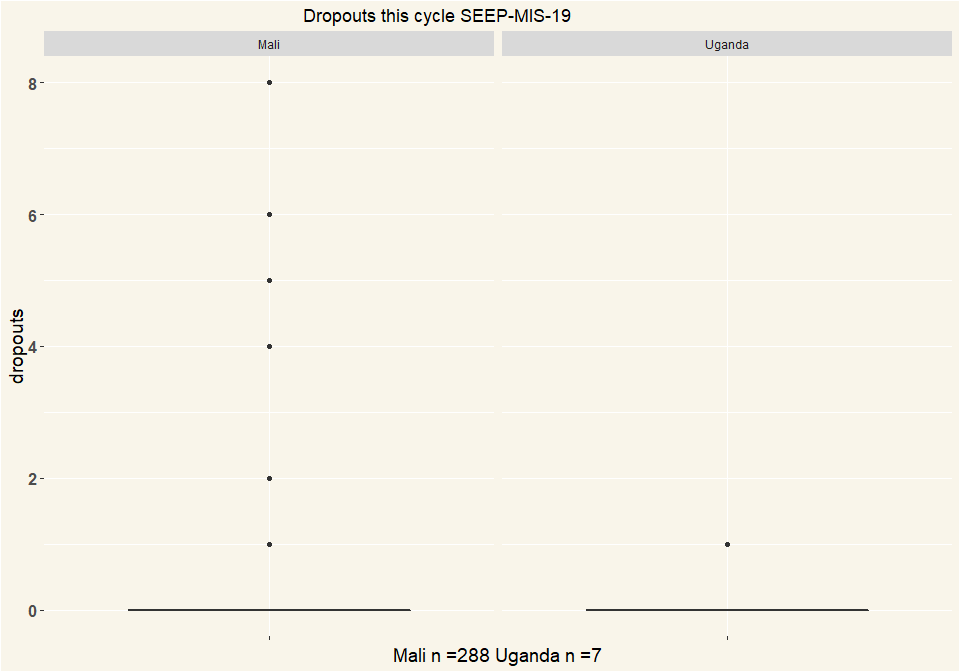 Dropouts this cycle SEEP-MIS-19
Mali
Uganda
8
6
4
2
0
dropouts
Mali n =288 Uganda n =7